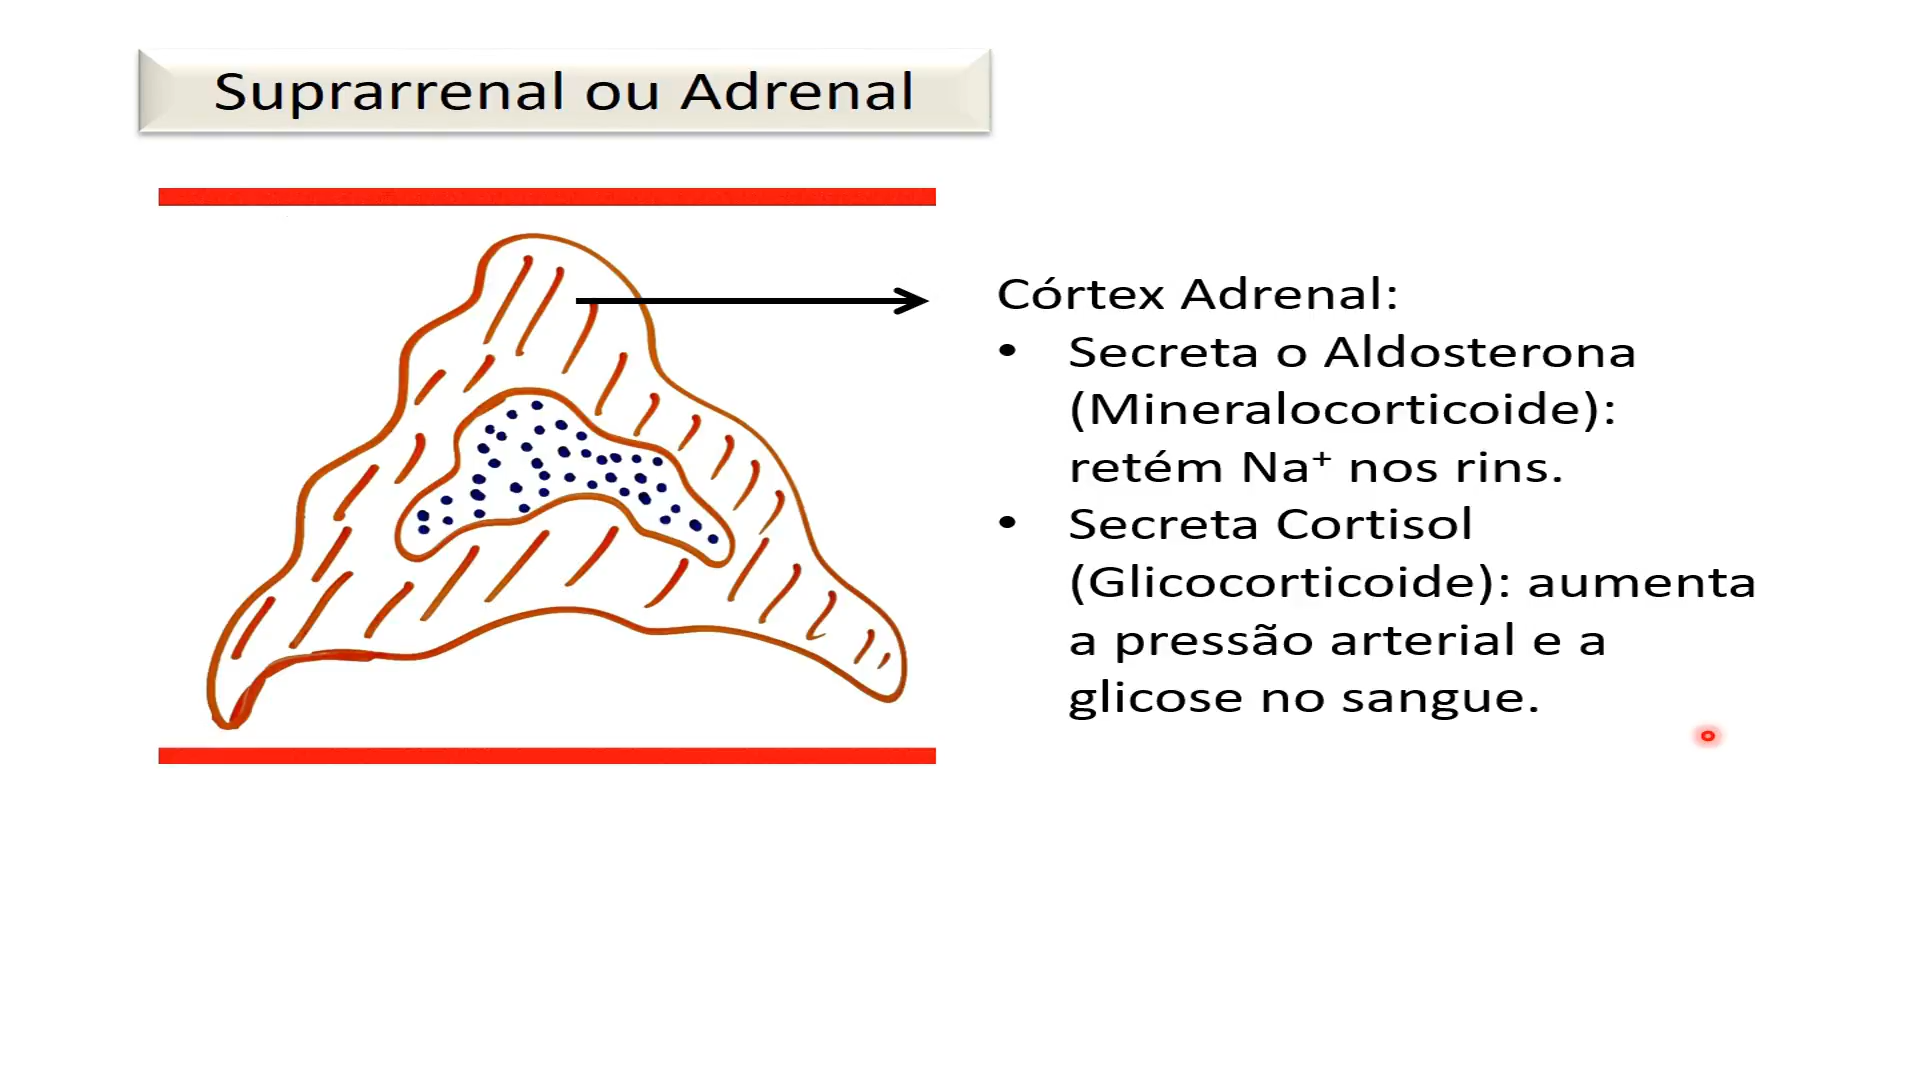 Suprarrenal ou Adrenal
Córtex Adrenal:
• Secreta o Aldosterona
(Mineralocorticoide):
retém Na⁺ nos rins.
• Secreta Cortisol
(Glicocorticoide): aumenta
a pressão arterial e a
glicose no sangue.